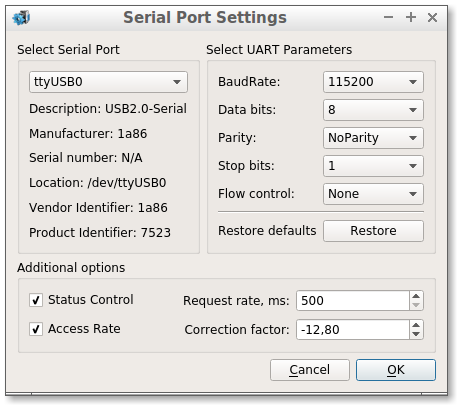 Serial Port Settings
Select Serial Port
ttyUSB0
Description: USB2.0-Serial
Manufacturer: 1a86
Serial number: N/A
Location: /dev/ttyUSB0
Vendor Identifier: 1a86
Product Identifier: 7523
Select UART Parameters
BaudRate: 115200
Data bits: 8
Parity: NoParity
Stop bits: 1
Flow control: None
Restore defaults Restore
Additional options
Status Control Request rate, ms: 500
Access Rate Correction factor: -12,80
Cancel OK